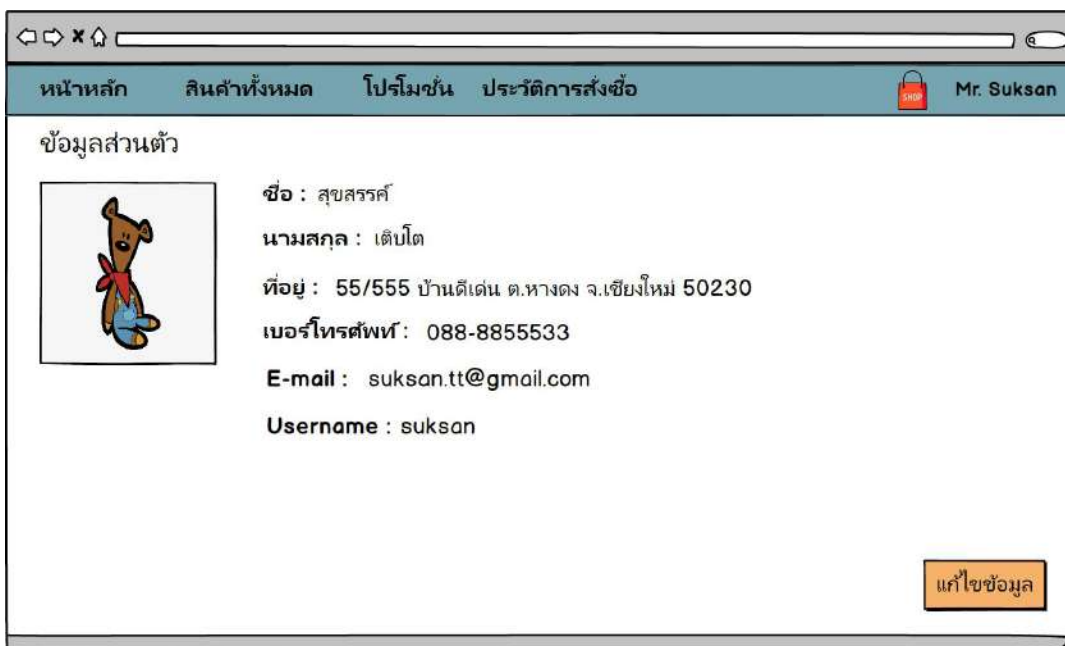 หน้าหลัก สินค้าทั้งหมด โปรโมชั่น ประวัติการสั่งซื้อ SHOP Mr. Suksan
ข้อมูลส่วนตัว
ชื่อ : สุขสรรค์
นามสกุล : เติบโต
ที่อยู่ : 55/555 บ้านดีเด่น ต.หางดง จ.เชียงใหม่ 50230
เบอร์โทรศัพท์ : 088-8855533
E-mail : suksan.tt@gmail.com
Username : suksan
แก้ไขข้อมูล